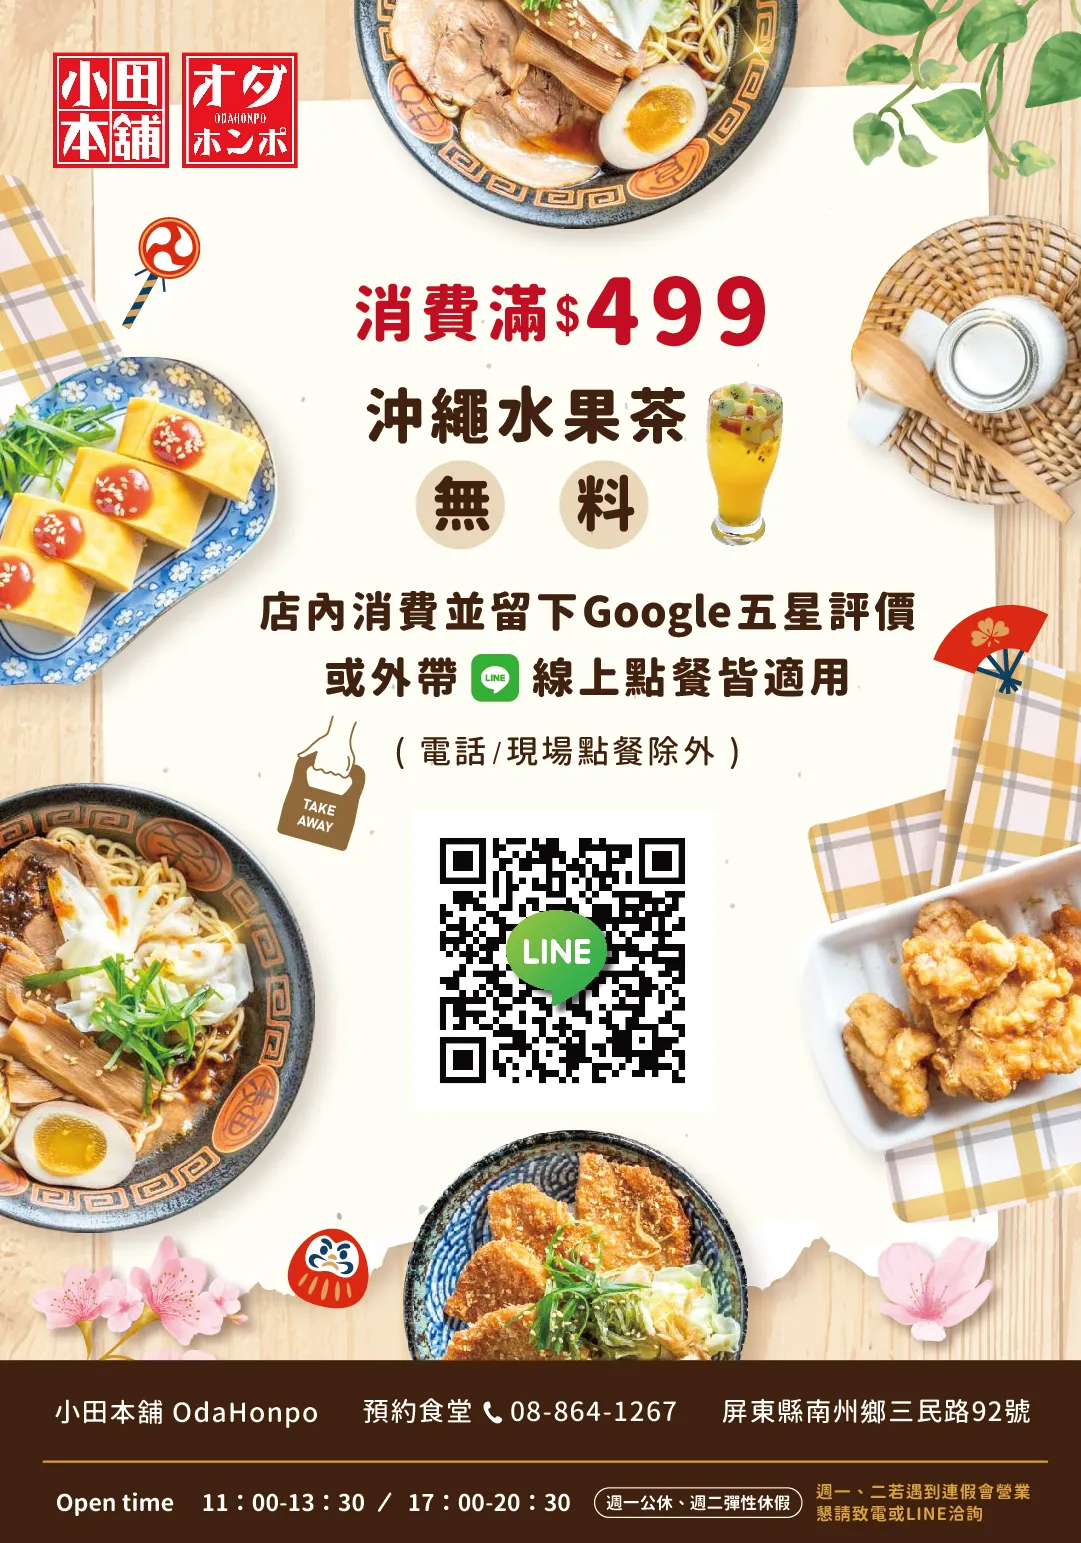 小田本舖
オダ
ODAHONPO
ホンポ
消費滿$499
沖繩水果茶
無料
店內消費並留下Google五星評價
或外帶 LINE 線上點餐皆適用
( 電話/現場點餐除外 )
TAKE
AWAY
LINE
小田本舖 OdaHonpo 預約食堂 08-864-1267 屏東縣南州鄉三民路92號
Open time 11：00-13：30 / 17：00-20：30 週一公休、週二彈性休假
週一、二若遇到連假會營業
懇請致電或LINE洽詢